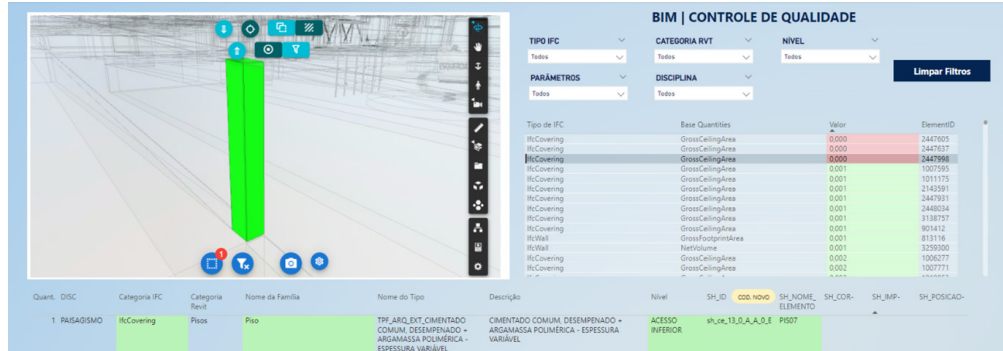 BIM | CONTROLE DE QUALIDADE
TIPO IFC
CATEGORIA RVT
NÍVEL
Todos
Todos
Todos
Limpar Filtros
PARÂMETROS
DISCIPLINA
Todos
Todos
Tipo de IFC Base Quantities Valor ElementID
IfcCovering GrossCeilingArea 0,000 2447605
IfcCovering GrossCeilingArea 0,000 2447637
IfcCovering GrossCeilingArea 0,000 2447998
IfcCovering GrossCeilingArea 0,001 1007595
IfcCovering GrossCeilingArea 0,001 1011175
IfcCovering GrossCeilingArea 0,001 2143591
IfcCovering GrossCeilingArea 0,001 2447931
IfcCovering GrossCeilingArea 0,001 2448034
IfcCovering GrossCeilingArea 0,001 3138757
IfcCovering GrossCeilingArea 0,001 901412
IfcWall GrossFootprintArea 0,001 813116
IfcWall NetVolume 0,001 3259300
IfcCovering GrossCeilingArea 0,002 1006277
IfcCovering GrossCeilingArea 0,002 1007771
1
Quant. DISC Categoria IFC Categoria Revit Nome da Família Nome do Tipo Descrição Nível SH_ID COD. NOVO SH_NOME_ELEMENTO SH_COR- SH_IMP- SH_POSICAO-
1 PAISAGISMO IfcCovering Pisos Piso TPF_ARQ_EXT_CIMENTADO CIMENTADO COMUM, DESEMPENADO + ACESSO sh_ce_13_0_A_A_0_E PIS07
COMUM, DESEMPENADO + ARGAMASSA POLIMÉRICA - ESPESSURA INFERIOR
ARGAMASSA POLIMÉRICA - VARIÁVEL
ESPESSURA VARIÁVEL